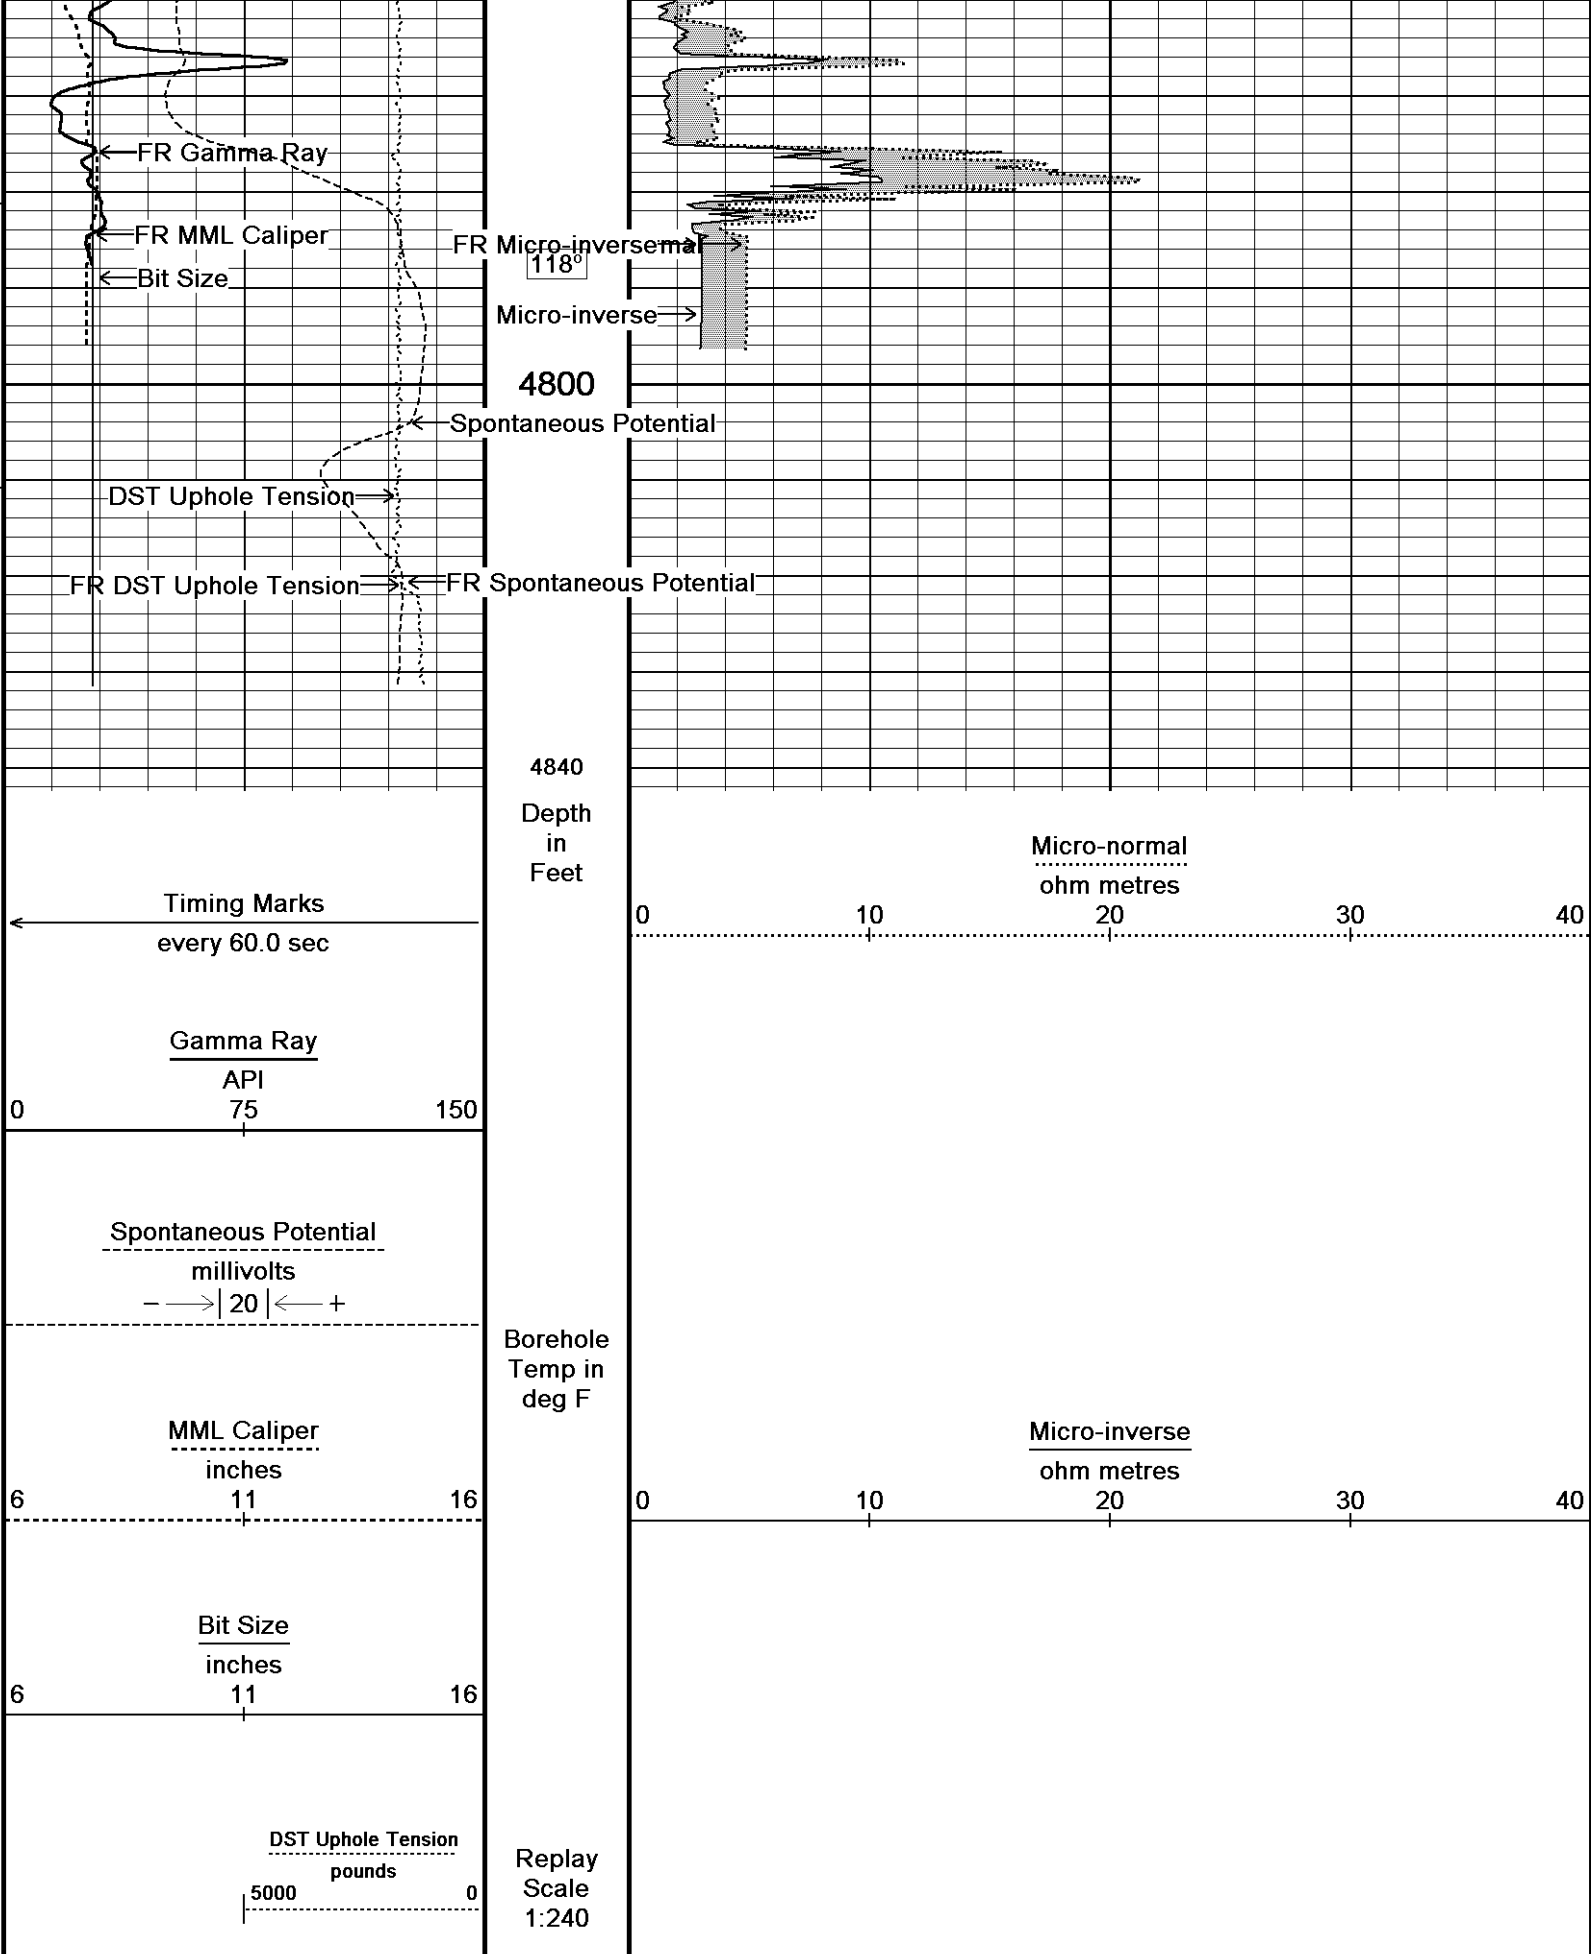 FR Gamma Ray
FR MML Caliper
FR Micro-inverse
mal
118°
Bit Size
Micro-inverse
4800
Spontaneous Potential
DST Uphole Tension
FR DST Uphole Tension
FR Spontaneous Potential
4840
Depth
in
Feet
Micro-normal
ohm metres
0 10 20 30 40
Timing Marks
every 60.0 sec
Gamma Ray
API
0 75 150
Spontaneous Potential
millivolts
− 20 +
Borehole
Temp in
deg F
MML Caliper
inches
6 11 16
Micro-inverse
ohm metres
0 10 20 30 40
Bit Size
inches
6 11 16
DST Uphole Tension
pounds
5000 0
Replay
Scale
1:240